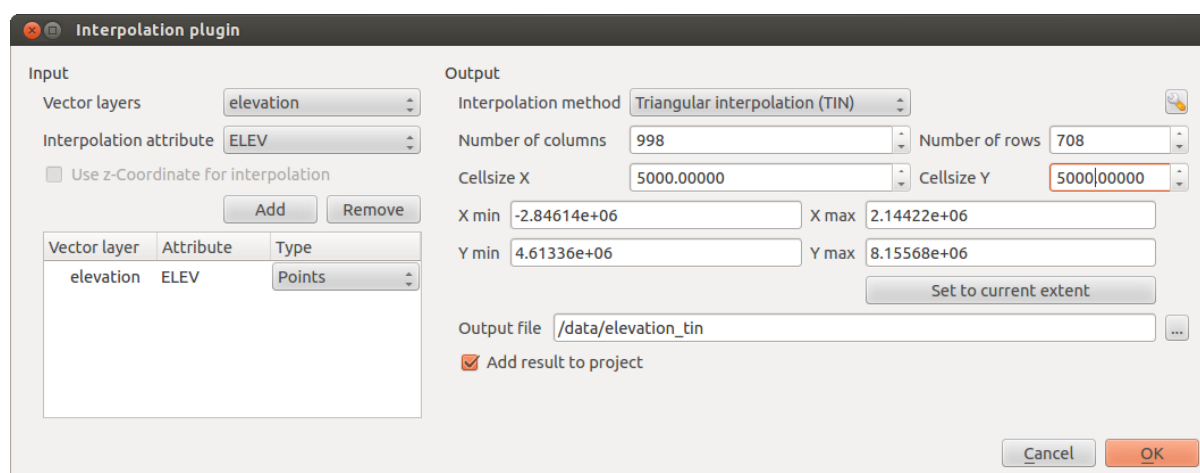 Interpolation plugin
Input
Vector layers elevation
Interpolation attribute ELEV
Use z-Coordinate for interpolation
Add Remove
Vector layer Attribute Type
elevation ELEV Points
Output
Interpolation method Triangular interpolation (TIN)
Number of columns 998 Number of rows 708
Cellsize X 5000.00000 Cellsize Y 5000.00000
X min -2.84614e+06 X max 2.14422e+06
Y min 4.61336e+06 Y max 8.15568e+06
Set to current extent
Output file /data/elevation_tin ...
Add result to project
Cancel OK